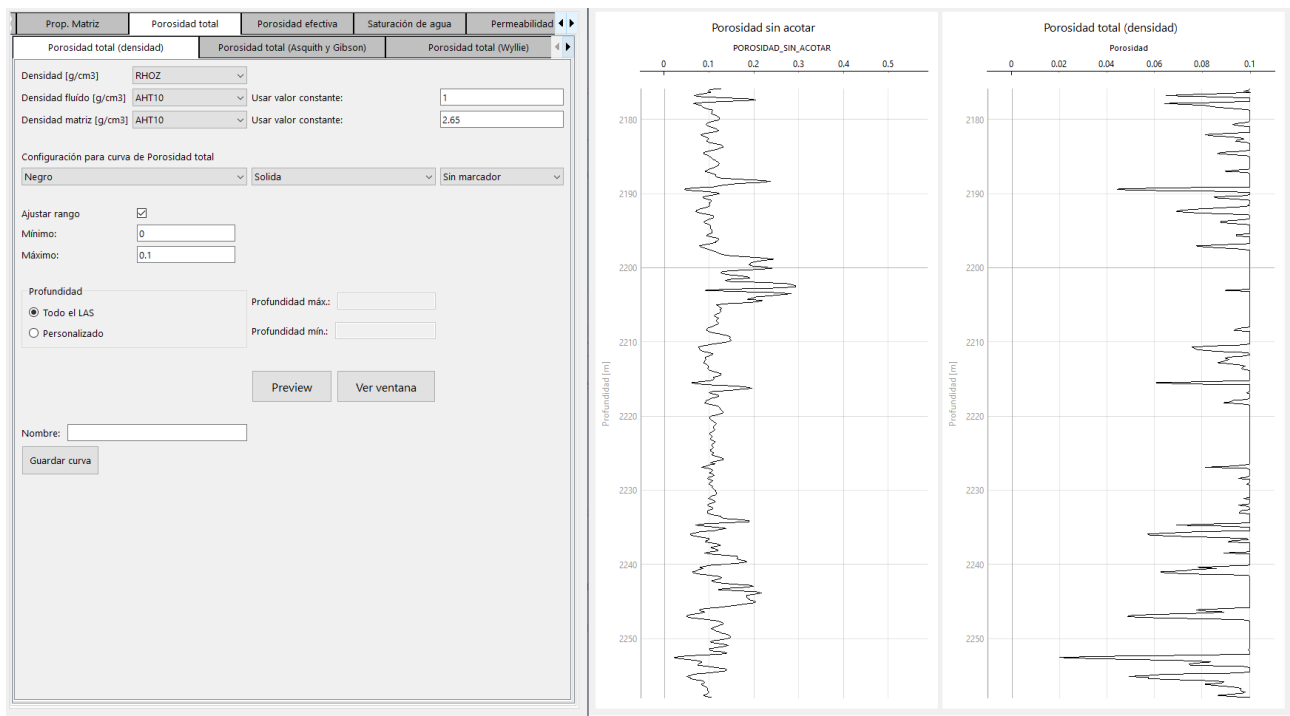 Prop. Matriz Porosidad total Porosidad efectiva Saturación de agua Permeabilidad
Porosidad total (densidad) Porosidad total (Asquith y Gibson) Porosidad total (Wyllie)
Densidad [g/cm3] RHOZ
Densidad fluído [g/cm3] AHT10 Usar valor constante: 1
Densidad matriz [g/cm3] AHT10 Usar valor constante: 2.65
Configuración para curva de Porosidad total
Negro Solida Sin marcador
Ajustar rango
Mínimo: 0
Máximo: 0.1
Profundidad
Todo el LAS
Personalizado
Profundidad máx.:
Profundidad mín.:
Preview Ver ventana
Nombre:
Guardar curva
Porosidad sin acotar
POROSIDAD_SIN_ACOTAR
0 0.1 0.2 0.3 0.4 0.5
2180
2190
2200
2210
2220
2230
2240
2250
Profundidad [m]
Porosidad total (densidad)
Porosidad
0 0.02 0.04 0.06 0.08 0.1
2180
2190
2200
2210
2220
2230
2240
2250
Profundidad [m]